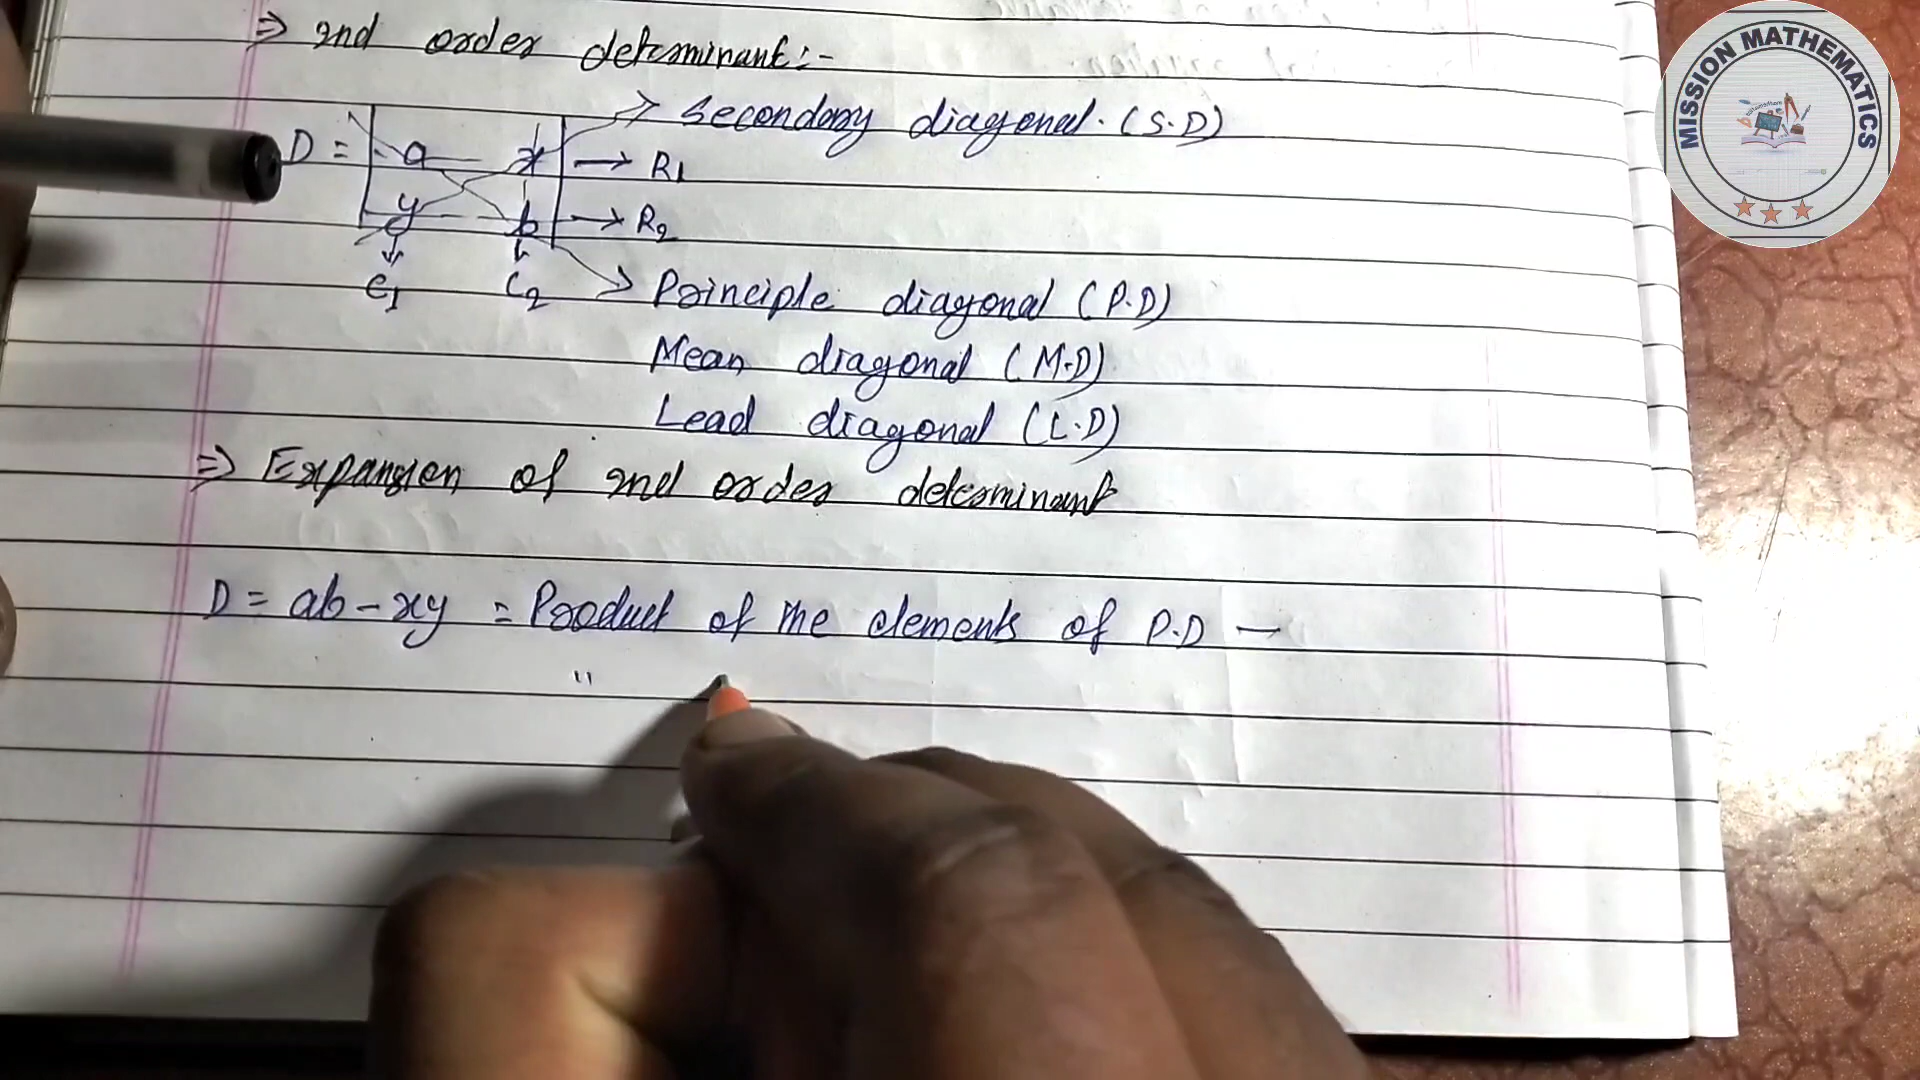 ⇒ 2nd order determinant:-
D = | a x | → R1
| y b | → R2
C1 C2
Secondary diagonal. (S.D)
Principle diagonal (P.D)
Mean diagonal (M.D)
Lead diagonal (L.D)
⇒ Expansion of 2nd order determinant
D = ab - xy = Product of the elements of P.D -
"
MISSION MATHEMATICS